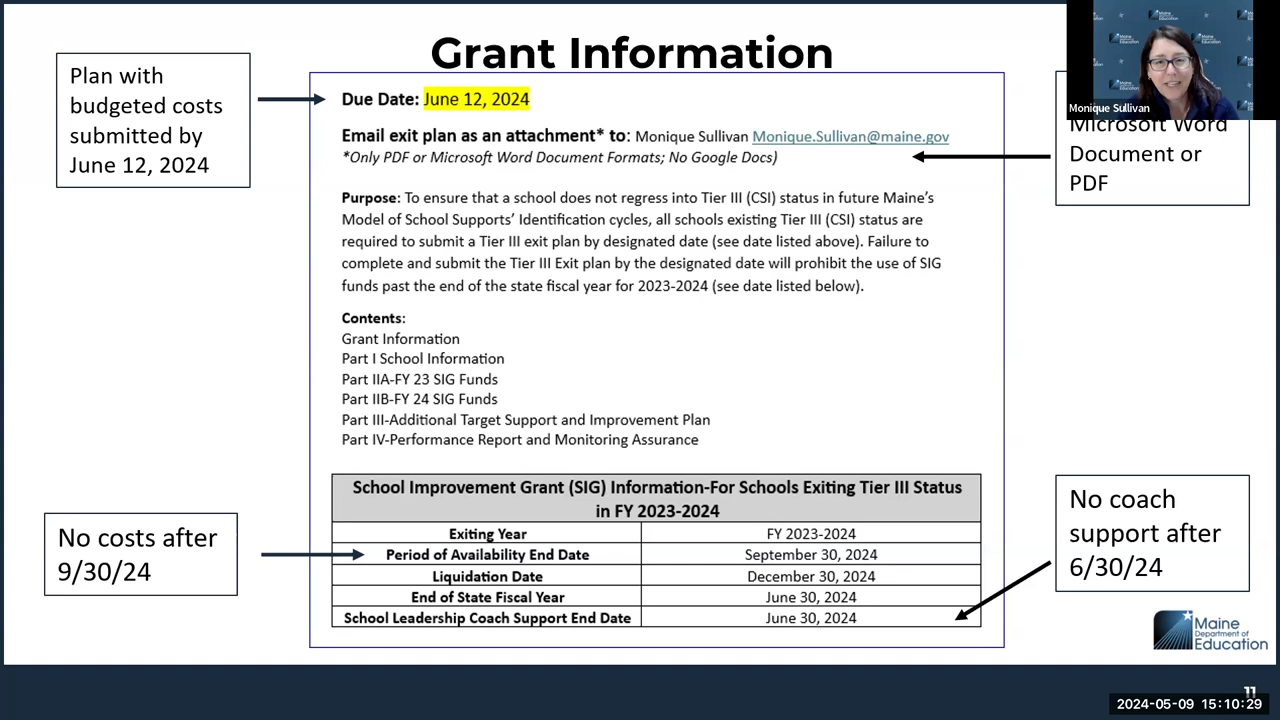 Grant Information
Plan with
budgeted costs
submitted by
June 12, 2024
Due Date: June 12, 2024
Email exit plan as an attachment* to: Monique Sullivan Monique.Sullivan@maine.gov
*Only PDF or Microsoft Word Document Formats; No Google Docs)
Microsoft Word
Document or
PDF
Purpose: To ensure that a school does not regress into Tier III (CSI) status in future Maine's
Model of School Supports' Identification cycles, all schools existing Tier III (CSI) status are
required to submit a Tier III exit plan by designated date (see date listed above). Failure to
complete and submit the Tier III Exit plan by the designated date will prohibit the use of SIG
funds past the end of the state fiscal year for 2023-2024 (see date listed below).
Contents:
Grant Information
Part I School Information
Part IIA-FY 23 SIG Funds
Part IIB-FY 24 SIG Funds
Part III-Additional Target Support and Improvement Plan
Part IV-Performance Report and Monitoring Assurance
School Improvement Grant (SIG) Information-For Schools Exiting Tier III Status
in FY 2023-2024
Exiting Year FY 2023-2024
Period of Availability End Date September 30, 2024
Liquidation Date December 30, 2024
End of State Fiscal Year June 30, 2024
School Leadership Coach Support End Date June 30, 2024
No costs after
9/30/24
No coach
support after
6/30/24
Maine
Department of
Education
Monique Sullivan
11
2024-05-09 15:10:29